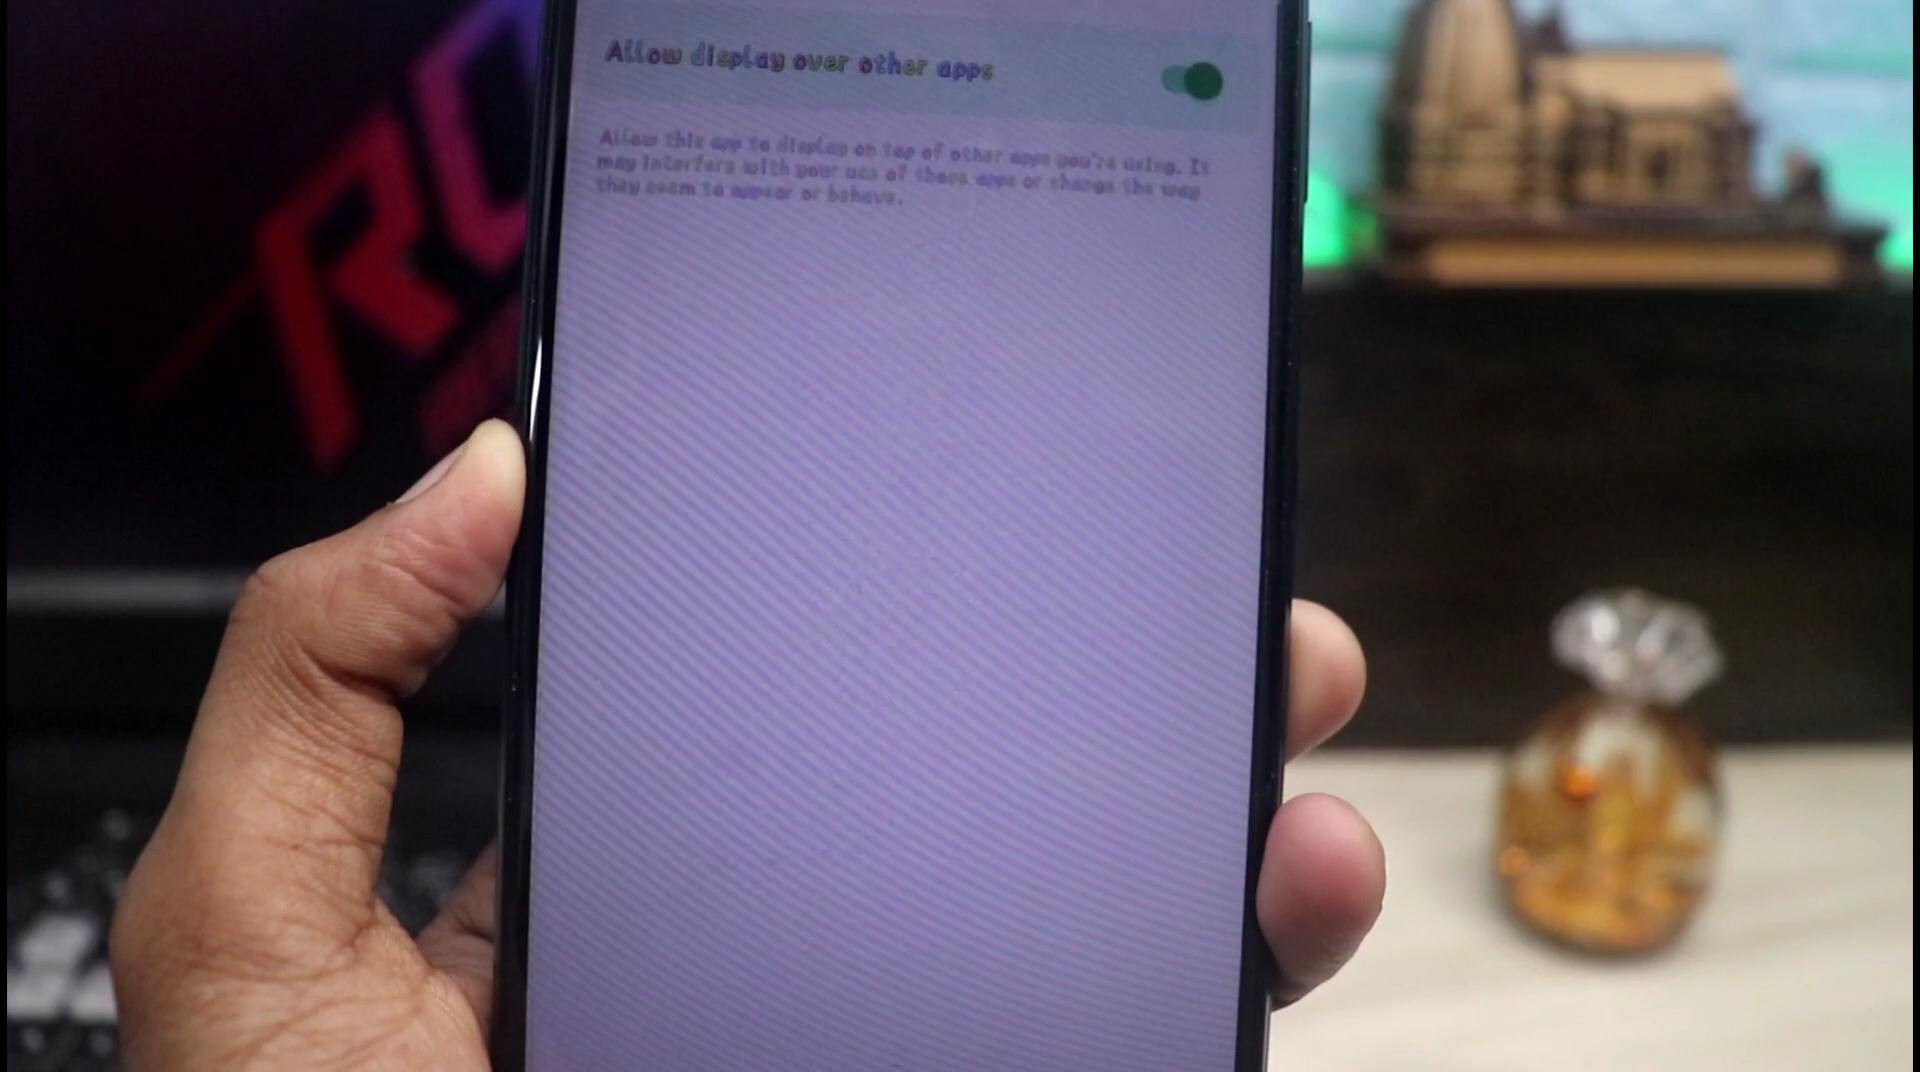 Allow display over other apps
Allow this app to display on top of other apps you're using. It
may interfere with your use of those apps or change the way
they seem to appear or behave.
RO